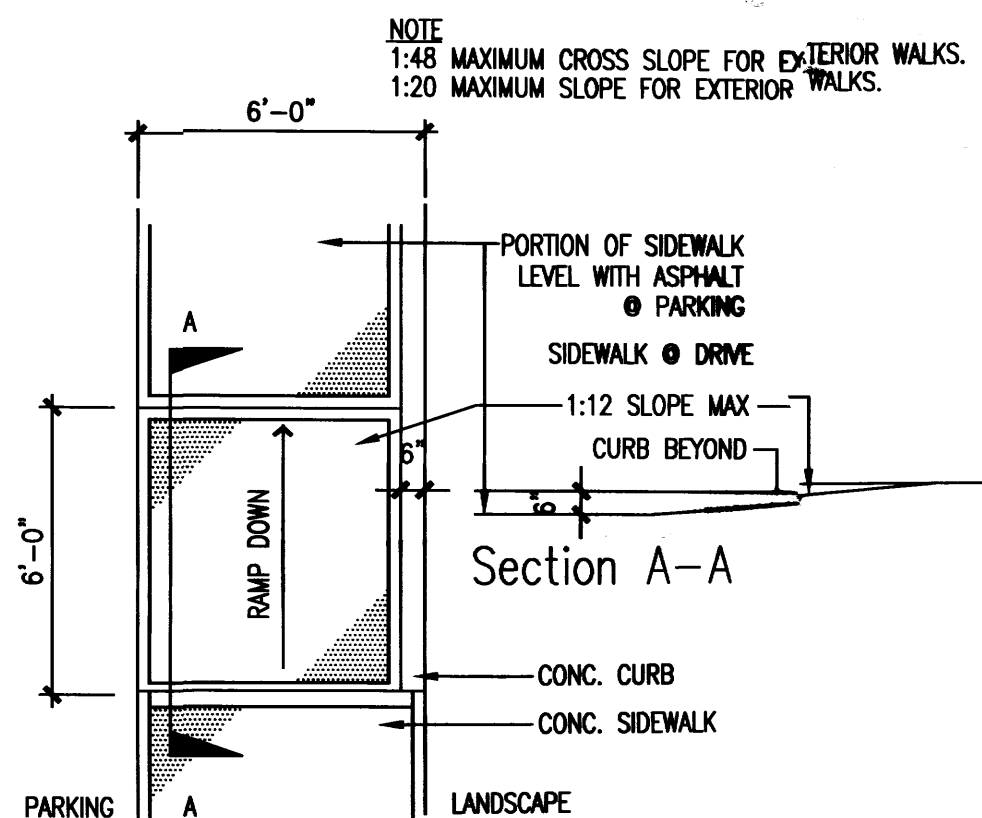 NOTE
1:48 MAXIMUM CROSS SLOPE FOR EXTERIOR WALKS.
1:20 MAXIMUM SLOPE FOR EXTERIOR WALKS.
6'-0"
PORTION OF SIDEWALK
LEVEL WITH ASPHALT
@ PARKING
A
SIDEWALK @ DRIVE
1:12 SLOPE MAX
CURB BEYOND
6"
6"
6'-0"
RAMP DOWN
Section A-A
CONC. CURB
CONC. SIDEWALK
PARKING
A
LANDSCAPE